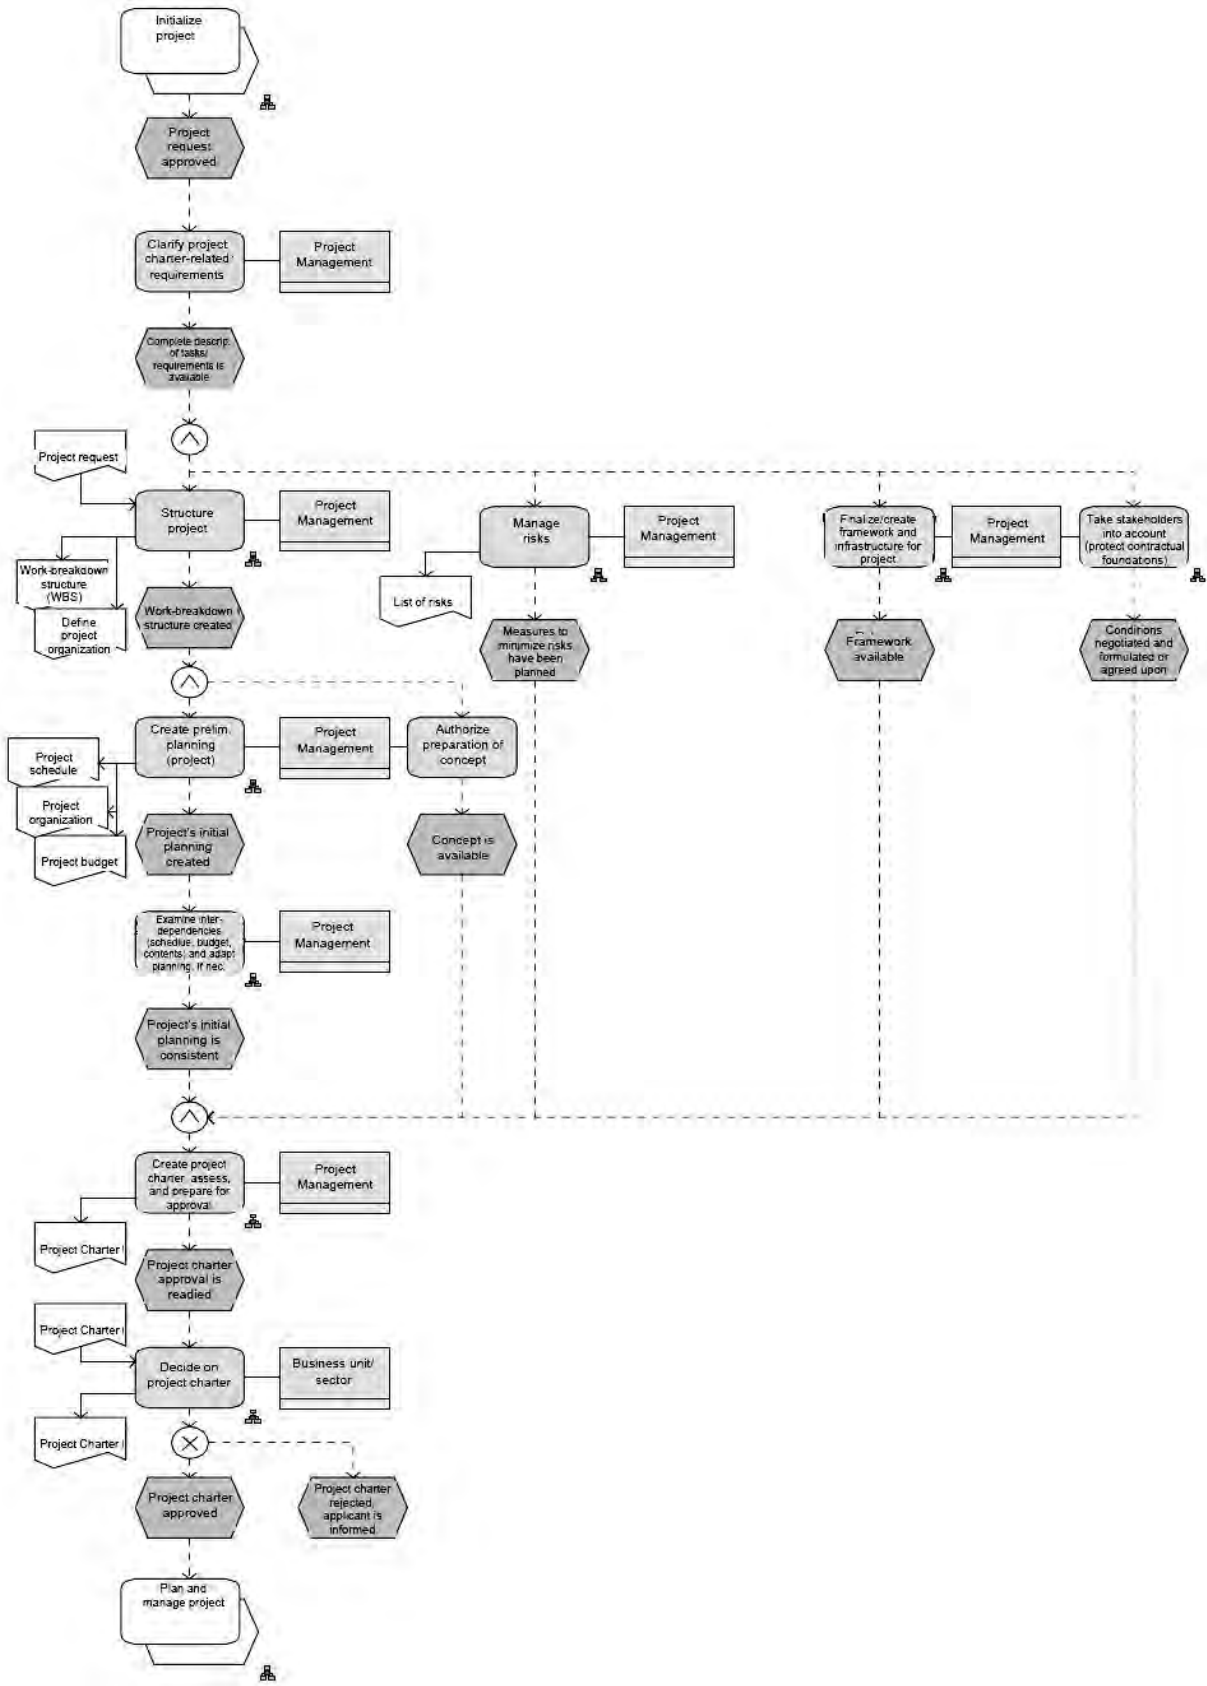 Initialize
project
Project
request
approved
Clarify project
charter-related
requirements
Project
Management
Complete descrip.
of tasks/
requirements is
available
Project request
Structure
project
Project
Management
Work-breakdown
structure
(WBS)
Define
project
organization
Work-breakdown
structure created
Manage
risks
Project
Management
List of risks
Measures to
minimize risks
have been
planned
Finalize/create
framework and
infrastructure for
project
Project
Management
Framework
available
Take stakeholders
into account
(protect contractual
foundations)
Conditions
negotiated and
formulated or
agreed upon
Create prelim.
planning
(project)
Project
Management
Authorize
preparation of
concept
Project
schedule
Project
organization
Project budget
Project's initial
planning
created
Concept is
available
Examine inter-
dependencies
(schedlue, budget,
contents) and adapt
planning, if nec.
Project
Management
Project's initial
planning is
consistent
Create project
charter, assess,
and prepare for
approval
Project
Management
Project Charter
Project charter
approval is
readied
Project Charter
Decide on
project charter
Business unit/
sector
Project Charter
Project charter
approved
Project charter
rejected,
applicant is
informed
Plan and
manage project